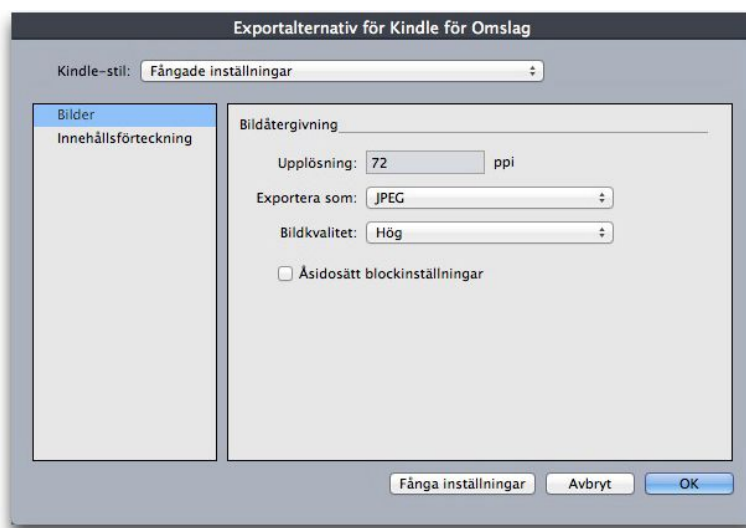 Exportalternativ för Kindle för Omslag
Kindle-stil: Fångade inställningar
Bilder
Innehållsförteckning
Bildåtergivning
Upplösning: 72 ppi
Exportera som: JPEG
Bildkvalitet: Hög
Åsidosätt blockinställningar
Fånga inställningar Avbryt OK